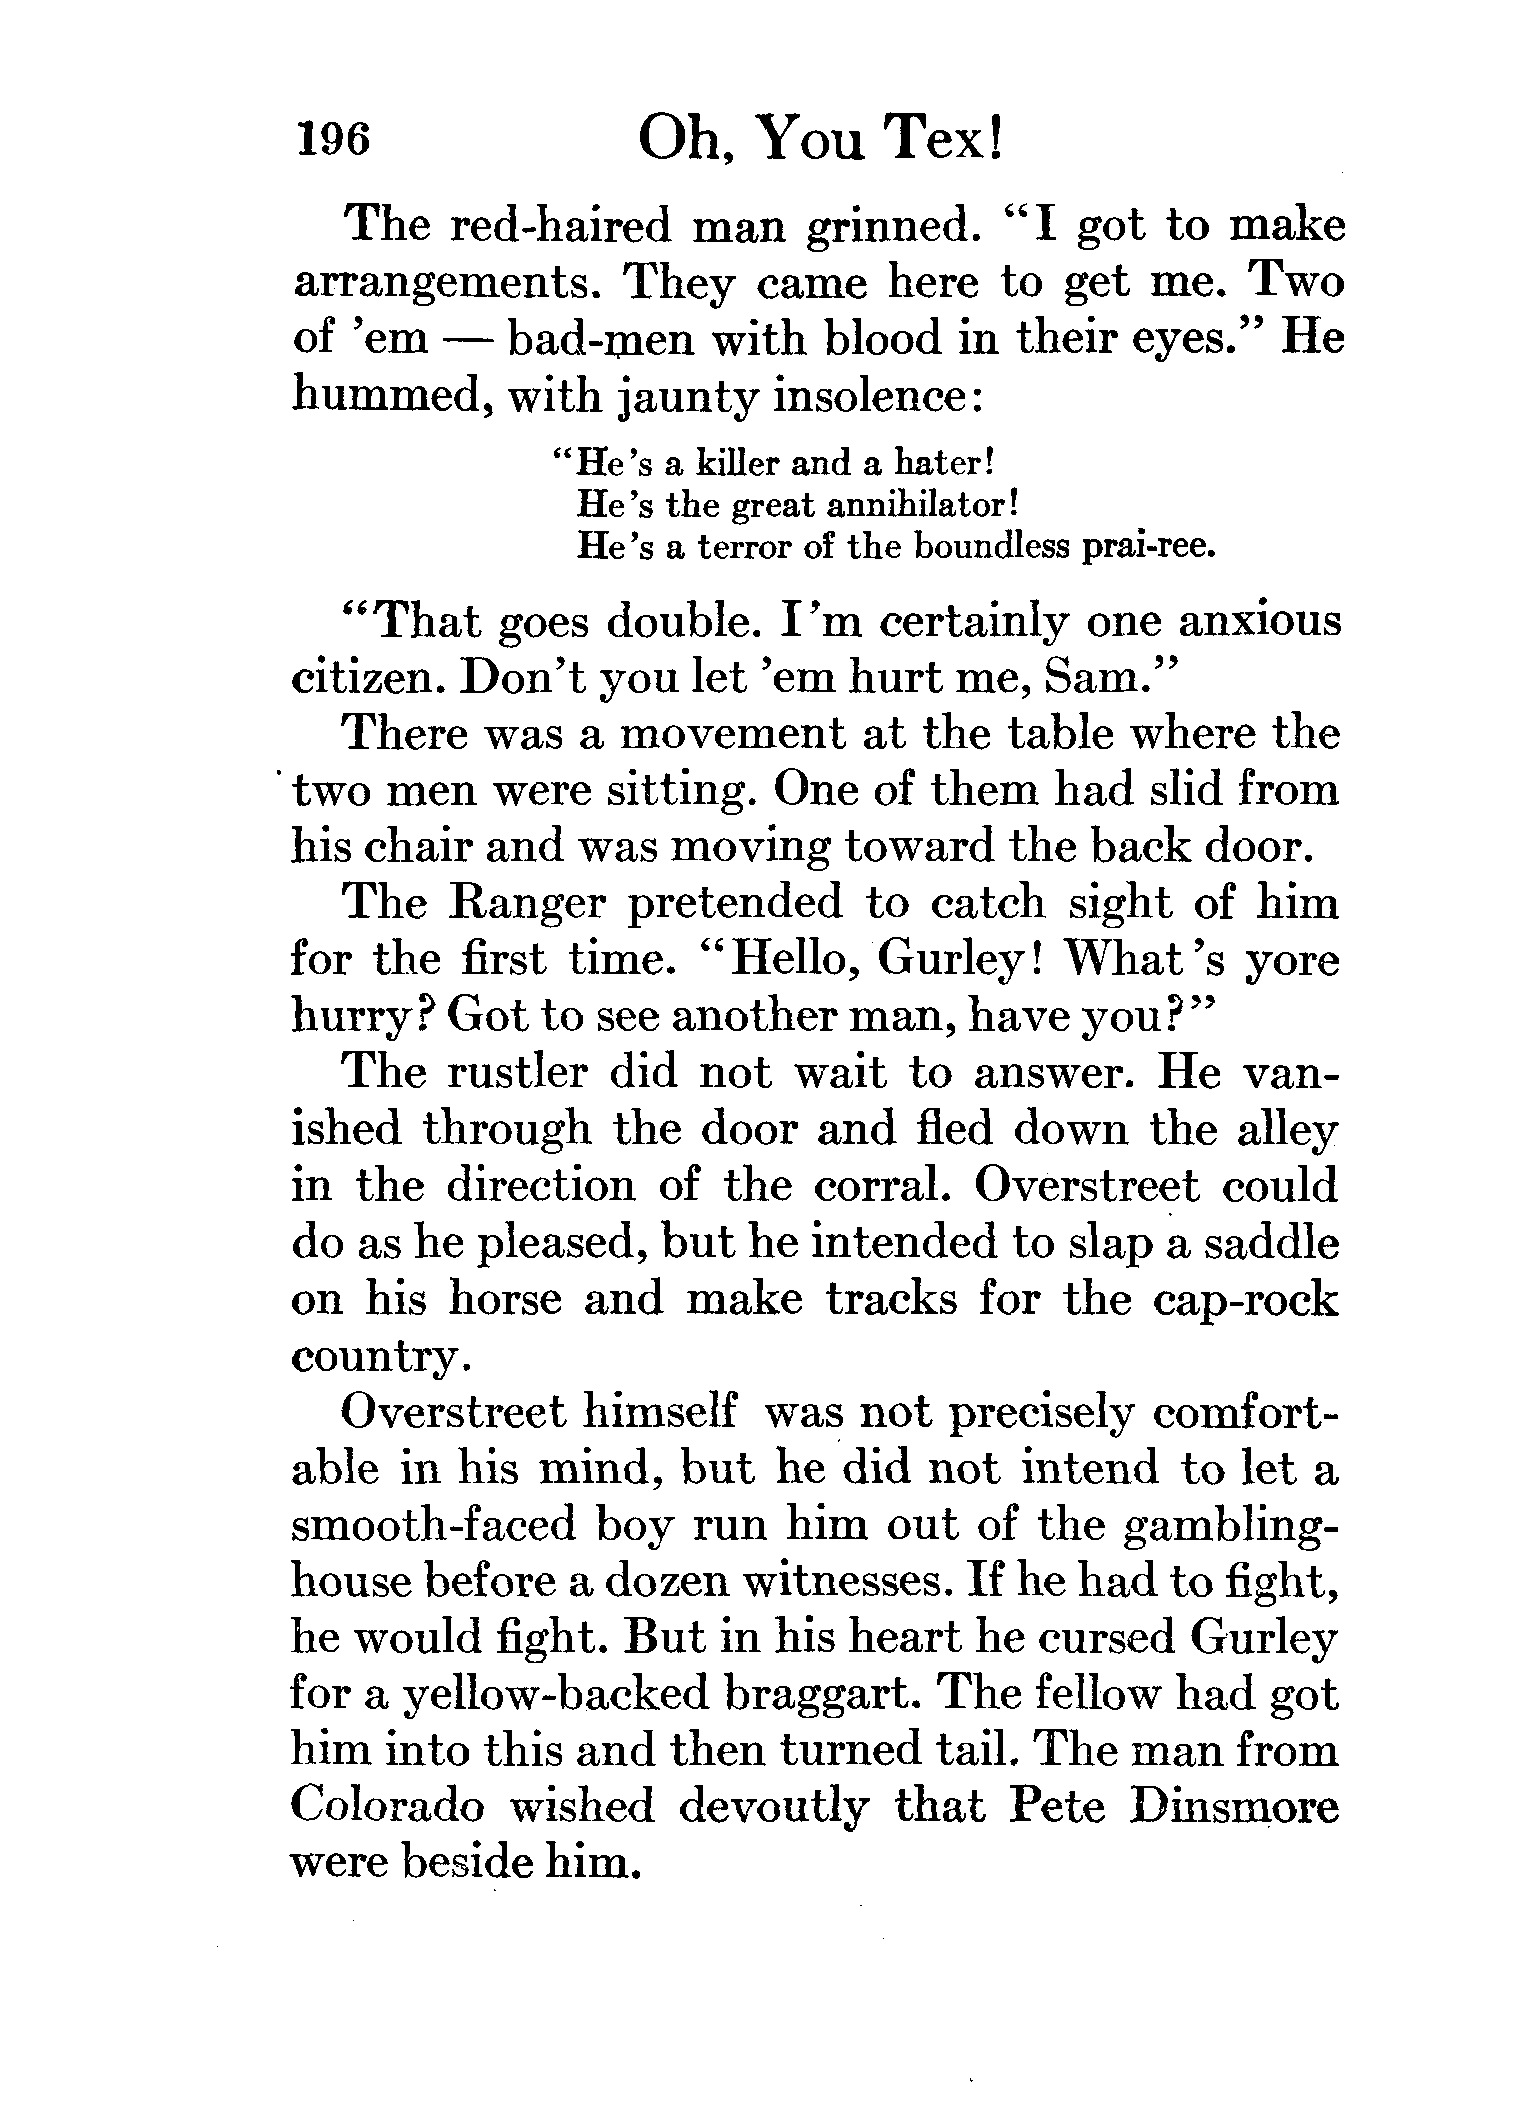 196 Oh, You Tex!
The red-haired man grinned. "I got to make
arrangements. They came here to get me. Two
of 'em — bad-men with blood in their eyes." He
hummed, with jaunty insolence:
"He's a killer and a hater!
He's the great annihilator!
He's a terror of the boundless prai-ree.
"That goes double. I'm certainly one anxious
citizen. Don't you let 'em hurt me, Sam."
There was a movement at the table where the
two men were sitting. One of them had slid from
his chair and was moving toward the back door.
The Ranger pretended to catch sight of him
for the first time. "Hello, Gurley! What's yore
hurry? Got to see another man, have you?"
The rustler did not wait to answer. He van-
ished through the door and fled down the alley
in the direction of the corral. Overstreet could
do as he pleased, but he intended to slap a saddle
on his horse and make tracks for the cap-rock
country.
Overstreet himself was not precisely comfort-
able in his mind, but he did not intend to let a
smooth-faced boy run him out of the gambling-
house before a dozen witnesses. If he had to fight,
he would fight. But in his heart he cursed Gurley
for a yellow-backed braggart. The fellow had got
him into this and then turned tail. The man from
Colorado wished devoutly that Pete Dinsmore
were beside him.